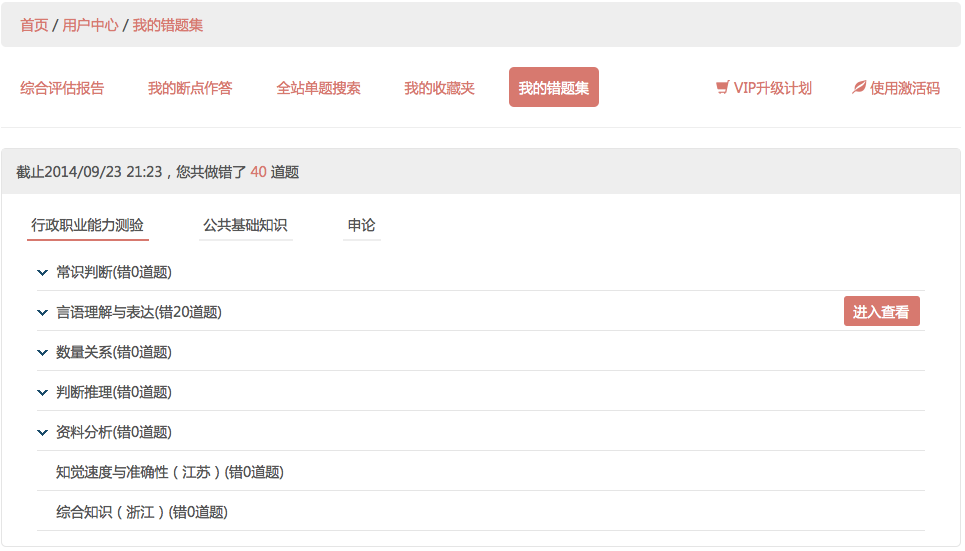 首页 / 用户中心 / 我的错题集
综合评估报告 我的断点作答 全站单题搜索 我的收藏夹 我的错题集 VIP升级计划 使用激活码
截止2014/09/23 21:23，您共做错了 40 道题
行政职业能力测验 公共基础知识 申论
常识判断(错0道题)
言语理解与表达(错20道题) 进入查看
数量关系(错0道题)
判断推理(错0道题)
资料分析(错0道题)
知觉速度与准确性（江苏）(错0道题)
综合知识（浙江）(错0道题)